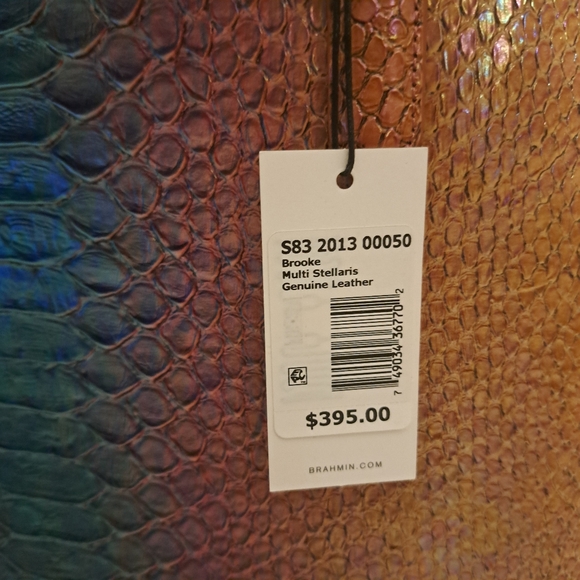 S83 2013 00050
Brooke
Multi Stellaris
Genuine Leather
7 49034 36770 2
$395.00
BRAHMIN.COM